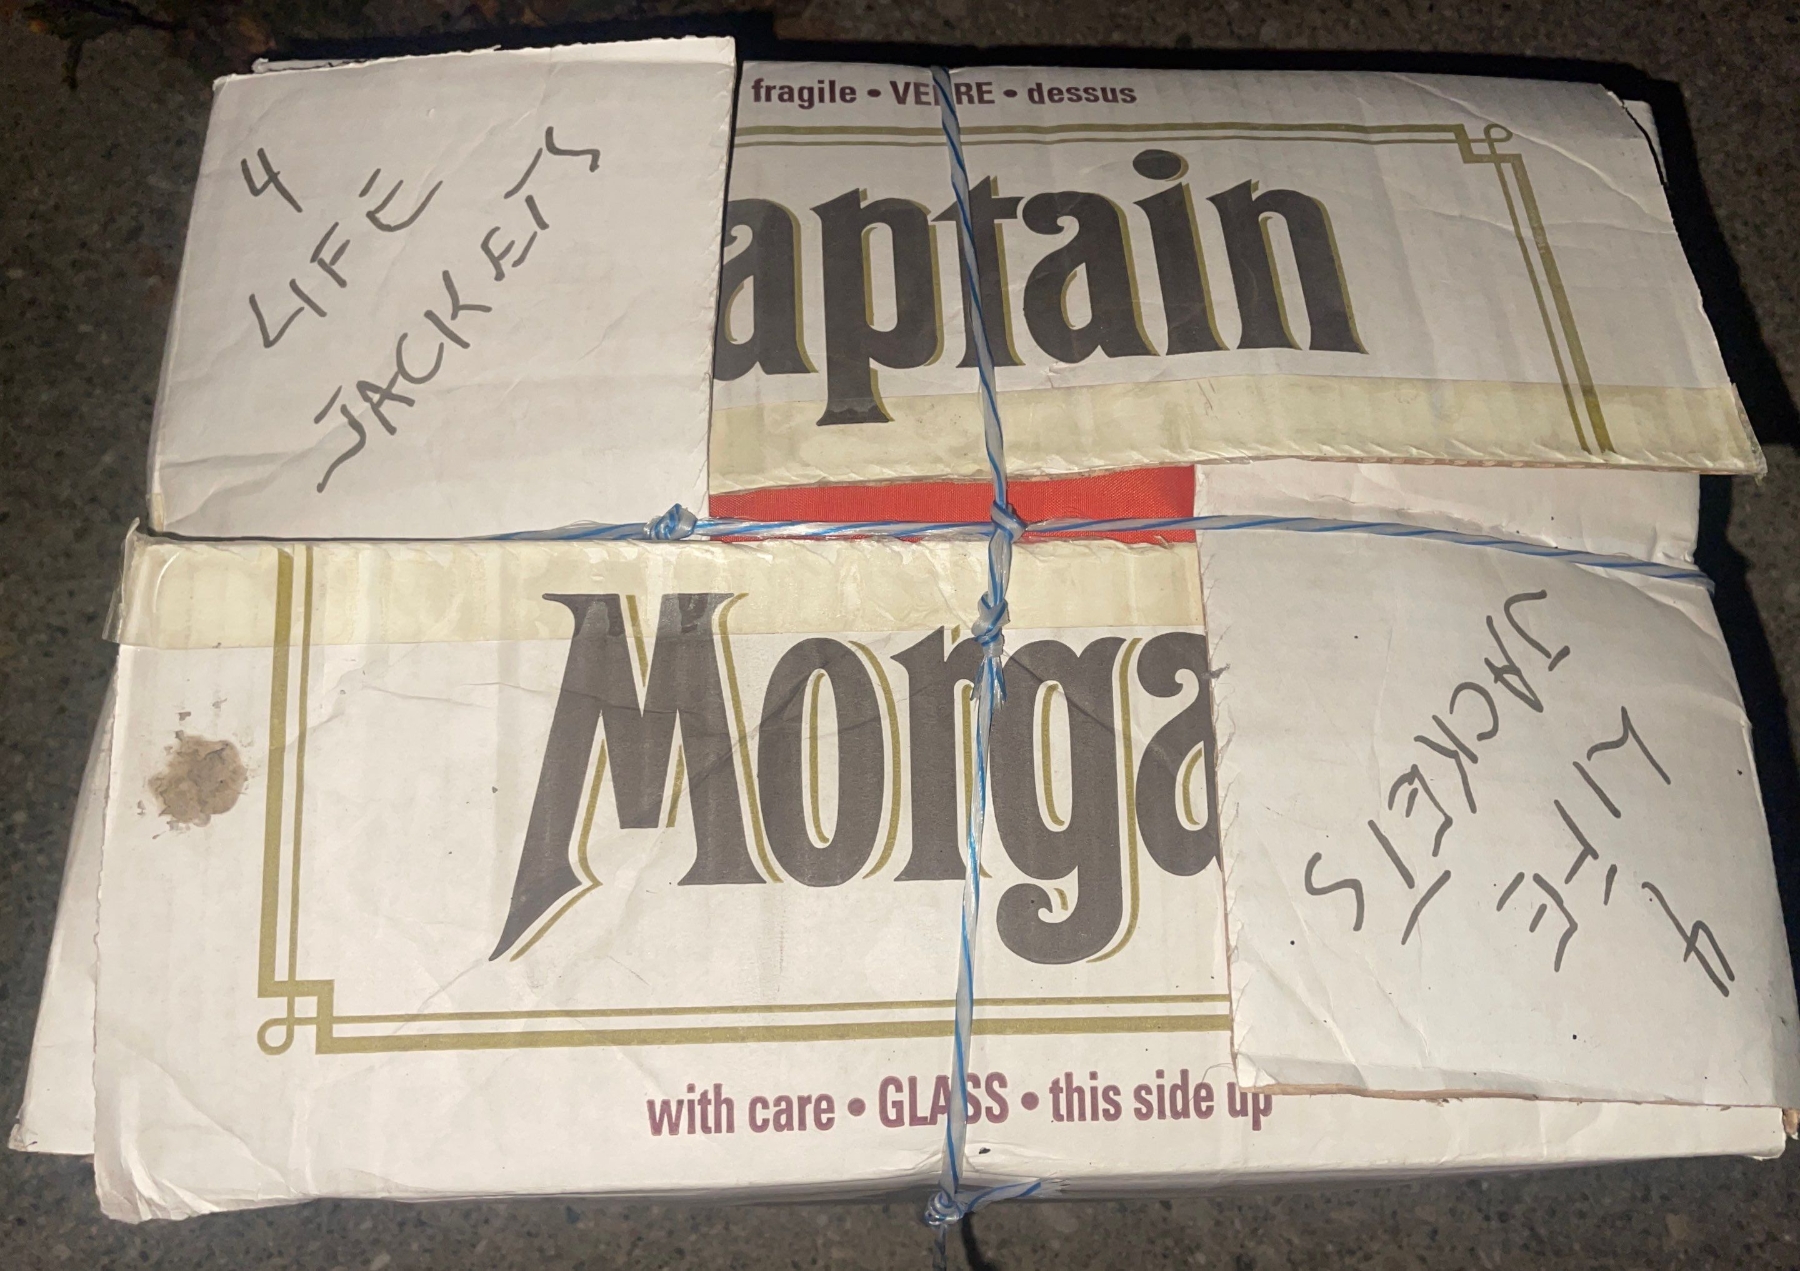 fragile • VERRE • dessus
4
LIFE
JACKETS
aptain
Morga
4
LIFE
JACKETS
with care • GLASS • this side up